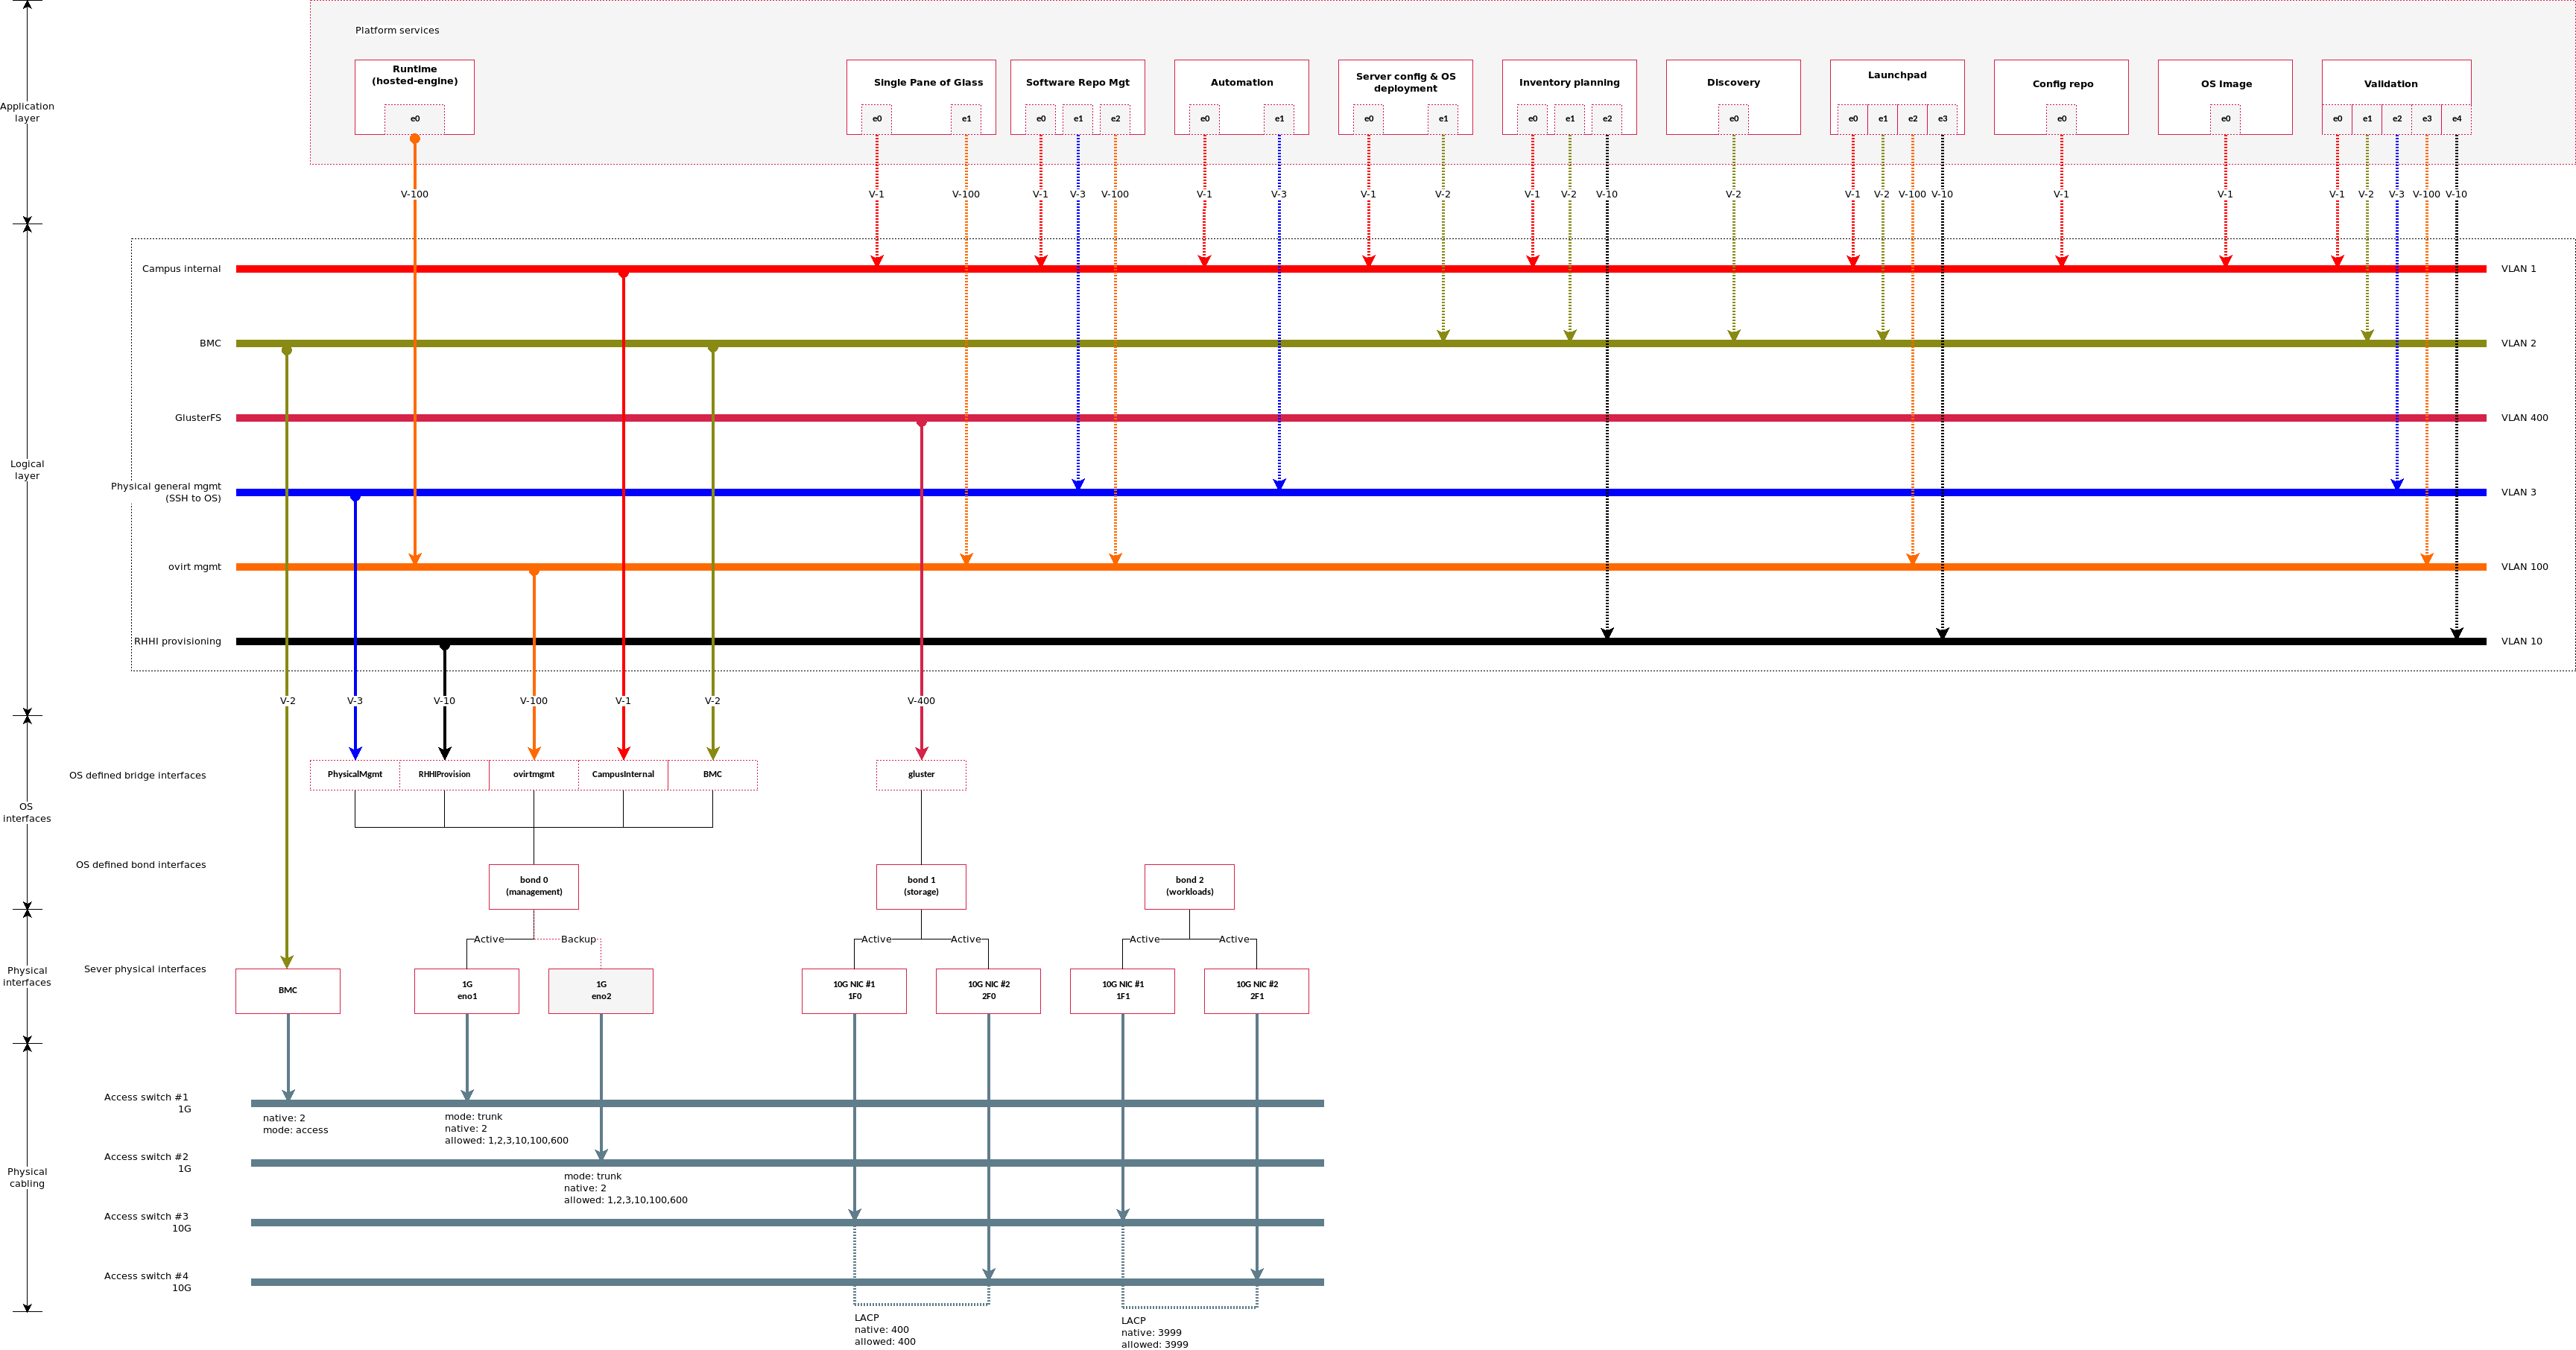 Platform services
Runtime
(hosted-engine)
e0
Single Pane of Glass
e0 e1
Software Repo Mgt
e0 e1 e2
Automation
e0 e1
Server config & OS
deployment
e0 e1
Inventory planning
e0 e1 e2
Discovery
e0
Launchpad
e0 e1 e2 e3
Config repo
e0
OS Image
e0
Validation
e0 e1 e2 e3 e4
Application
layer
V-100 V-1 V-100 V-1 V-3 V-100 V-1 V-3 V-1 V-2 V-1 V-2 V-10 V-2 V-1 V-2 V-100 V-10 V-1 V-1 V-1 V-2 V-3 V-100 V-10
Campus internal VLAN 1
BMC VLAN 2
GlusterFS VLAN 400
Logical
layer
Physical general mgmt
(SSH to OS)
VLAN 3
ovirt mgmt VLAN 100
RHHI provisioning VLAN 10
V-2 V-3 V-10 V-100 V-1 V-2 V-400
OS defined bridge interfaces
PhysicalMgmt RHHIProvision ovirtmgmt CampusInternal BMC gluster
OS
interfaces
OS defined bond interfaces
bond 0
(management)
bond 1
(storage)
bond 2
(workloads)
Active Backup Active Active Active Active
Physical
interfaces
Sever physical interfaces
BMC
1G
eno1
1G
eno2
10G NIC #1
1F0
10G NIC #2
2F0
10G NIC #1
1F1
10G NIC #2
2F1
Access switch #1
1G
native: 2
mode: access
mode: trunk
native: 2
allowed: 1,2,3,10,100,600
Physical
cabling
Access switch #2
1G
mode: trunk
native: 2
allowed: 1,2,3,10,100,600
Access switch #3
10G
Access switch #4
10G
LACP
native: 400
allowed: 400
LACP
native: 3999
allowed: 3999